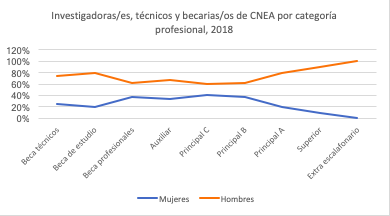 Investigadoras/es, técnicos y becarias/os de CNEA por categoría
profesional, 2018
120%
100%
80%
60%
40%
20%
0%
Beca técnicos
Beca de estudio
Beca profesionales
Auxiliar
Principal C
Principal B
Principal A
Superior
Extra escalafonario
Mujeres
Hombres